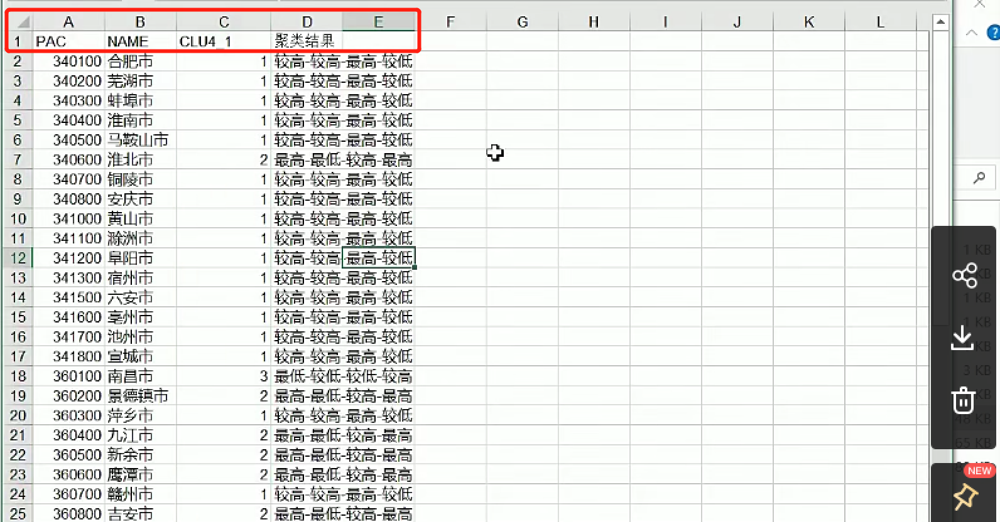 A B C D E F G H I J K L
1 PAC NAME CLU4_1 聚类结果
2 340100 合肥市 1 较高-较高-最高-较低
3 340200 芜湖市 1 较高-较高-最高-较低
4 340300 蚌埠市 1 较高-较高-最高-较低
5 340400 淮南市 1 较高-较高-最高-较低
6 340500 马鞍山市 1 较高-较高-最高-较低
7 340600 淮北市 2 最高-最低-较高-最高
8 340700 铜陵市 1 较高-较高-最高-较低
9 340800 安庆市 1 较高-较高-最高-较低
10 341000 黄山市 1 较高-较高-最高-较低
11 341100 滁洲市 1 较高-较高-最高-较低
12 341200 阜阳市 1 较高-较高-最高-较低
1 KB
13 341300 宿州市 1 较高-较高-最高-较低
KB
14 341500 六安市 1 较高-较高-最高-较低
1 KB
15 341600 亳州市 1 较高-较高-最高-较低
1 KB
16 341700 池州市 1 较高-较高-最高-较低
KB
17 341800 宣城市 1 较高-较高-最高-较低
18 360100 南昌市 3 最低-较低-较低-较高
3 KB
19 360200 景德镇市 2 最高-最低-较高-最高
KB
20 360300 萍乡市 1 较高-较高-最高-较低
48 KB
21 360400 九江市 2 最高-最低-较高-最高
65 KB
22 360500 新余市 2 最高-最低-较高-最高
23 360600 鹰潭市 2 最高-最低-较高-最高
NEW
24 360700 赣州市 1 较高-较高-最高-较低
25 360800 吉安市 2 最高-最低-较高-最高